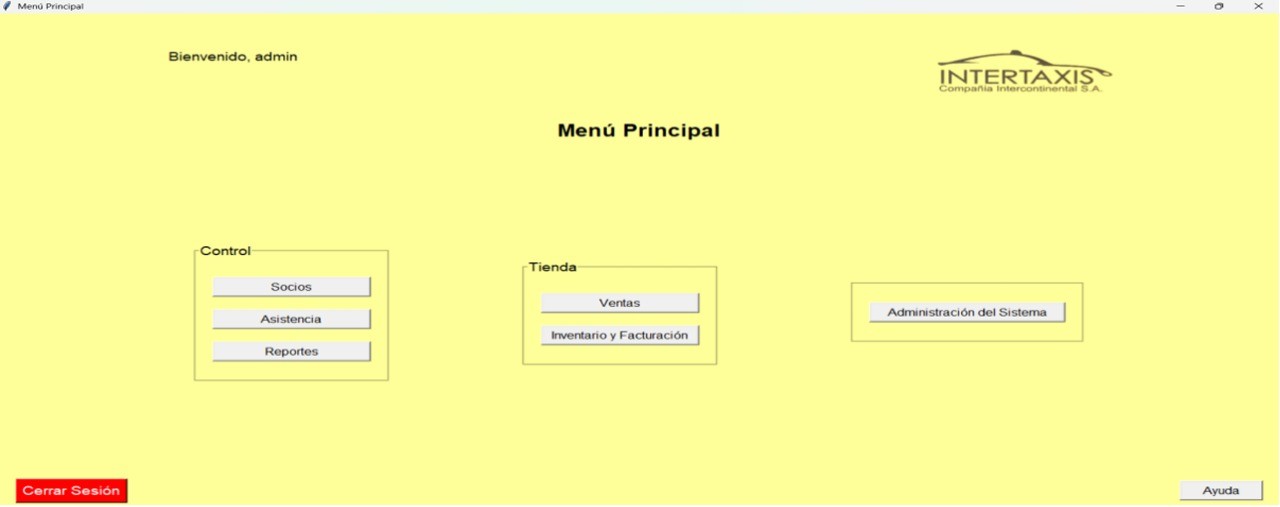 Menú Principal
Bienvenido, admin
INTERTAXIS
Compañía Intercontinental S.A.
Menú Principal
Control
Socios
Asistencia
Reportes
Tienda
Ventas
Inventario y Facturación
Administración del Sistema
Cerrar Sesión
Ayuda